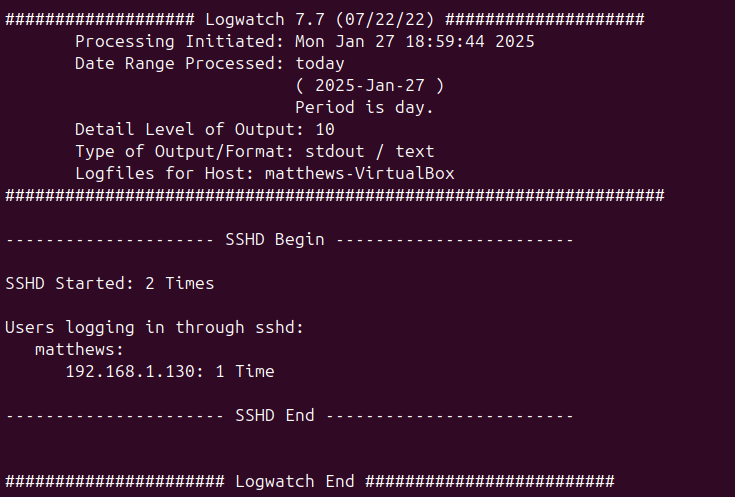 ################### Logwatch 7.7 (07/22/22) ####################
       Processing Initiated: Mon Jan 27 18:59:44 2025
       Date Range Processed: today
                             ( 2025-Jan-27 )
                             Period is day.
       Detail Level of Output: 10
       Type of Output/Format: stdout / text
       Logfiles for Host: matthews-VirtualBox
##################################################################
--------------------- SSHD Begin ------------------------
SSHD Started: 2 Times
Users logging in through sshd:
   matthews:
      192.168.1.130: 1 Time
---------------------- SSHD End -------------------------
###################### Logwatch End #########################